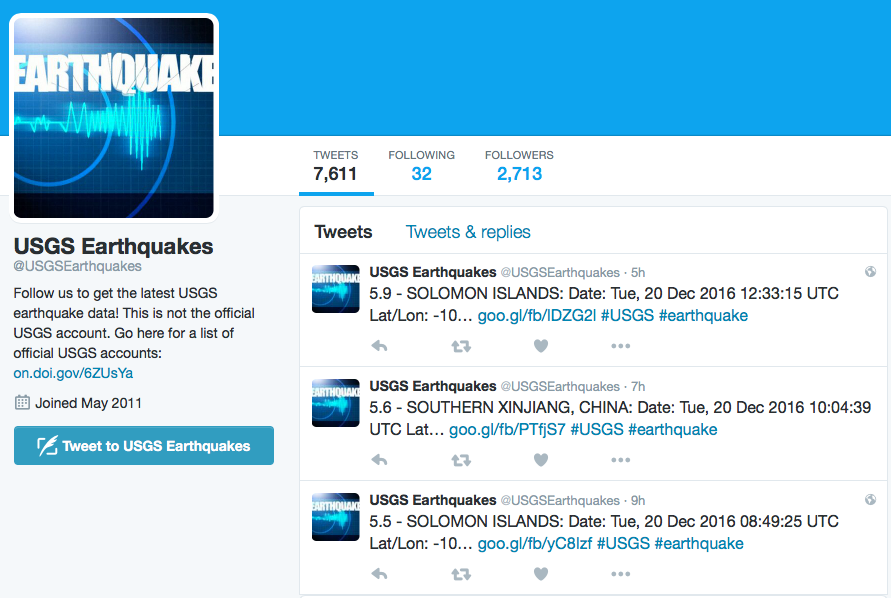 EARTHQUAKE
TWEETS FOLLOWING FOLLOWERS
7,611 32 2,713
USGS Earthquakes
@USGSEarthquakes
Follow us to get the latest USGS
earthquake data! This is not the official
USGS account. Go here for a list of
official USGS accounts:
on.doi.gov/6ZUsYa
Joined May 2011
Tweet to USGS Earthquakes
Tweets Tweets & replies
EARTHQUAKE
USGS Earthquakes @USGSEarthquakes · 5h
5.9 - SOLOMON ISLANDS: Date: Tue, 20 Dec 2016 12:33:15 UTC
Lat/Lon: -10… goo.gl/fb/lDZG2l #USGS #earthquake
EARTHQUAKE
USGS Earthquakes @USGSEarthquakes · 7h
5.6 - SOUTHERN XINJIANG, CHINA: Date: Tue, 20 Dec 2016 10:04:39
UTC Lat… goo.gl/fb/PTfjS7 #USGS #earthquake
EARTHQUAKE
USGS Earthquakes @USGSEarthquakes · 9h
5.5 - SOLOMON ISLANDS: Date: Tue, 20 Dec 2016 08:49:25 UTC
Lat/Lon: -10… goo.gl/fb/yC8lzf #USGS #earthquake